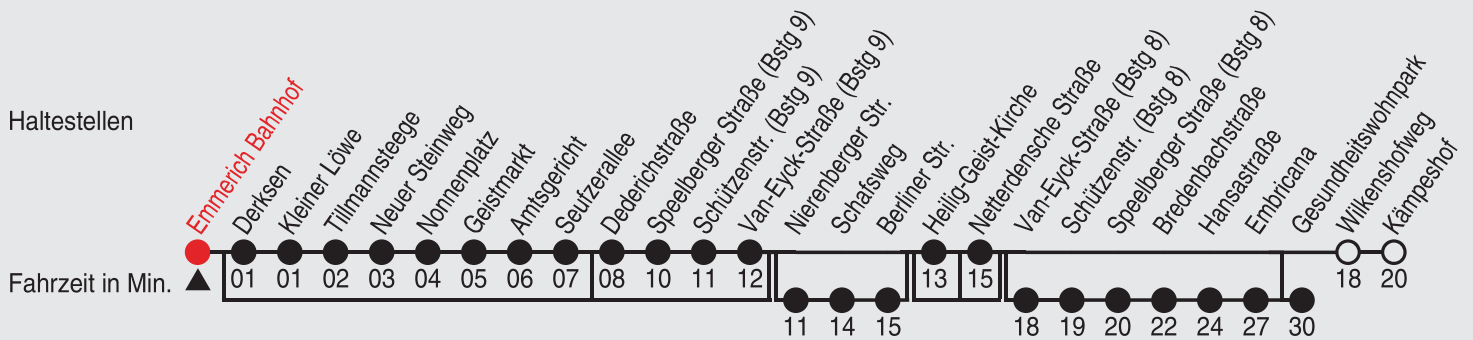 Haltestellen
Emmerich Bahnhof
Derksen
Kleiner Löwe
Tillmannsteege
Neuer Steinweg
Nonnenplatz
Geistmarkt
Amtsgericht
Seufzerallee
Dederichstraße
Speelberger Straße (Bstg 9)
Schützenstr. (Bstg 9)
Van-Eyck-Straße (Bstg 9)
Nierenberger Str.
Schafsweg
Berliner Str.
Heilig-Geist-Kirche
Netterdensche Straße
Van-Eyck-Straße (Bstg 8)
Schützenstr. (Bstg 8)
Speelberger Straße (Bstg 8)
Bredenbachstraße
Hansastraße
Embricana
Gesundheitswohnpark
Wilkenshofweg
Kämpeshof
Fahrzeit in Min.
01 01 02 03 04 05 06 07 08 10 11 12 13 15 18 20
11 14 15 18 19 20 22 24 27 30